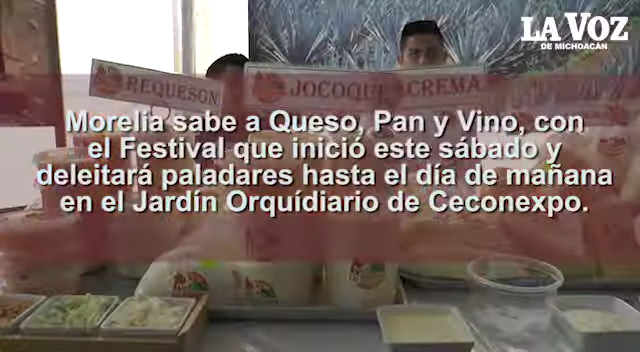 LA VOZ
DE MICHOACÁN
REQUESON
JOCOQUE
CREMA
Morelia sabe a Queso, Pan y Vino, con
el Festival que inició este sábado y
deleitará paladares hasta el día de mañana
en el Jardín Orquídiario de Ceconexpo.